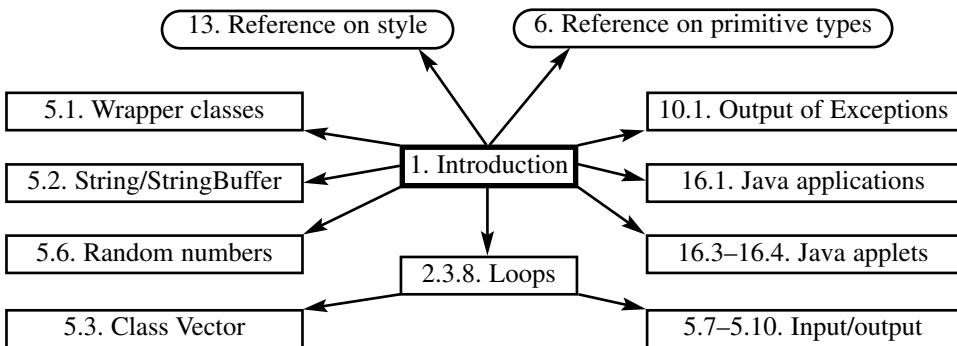 13. Reference on style
6. Reference on primitive types
5.1. Wrapper classes
10.1. Output of Exceptions
1. Introduction
5.2. String/StringBuffer
16.1. Java applications
5.6. Random numbers
16.3–16.4. Java applets
2.3.8. Loops
5.3. Class Vector
5.7–5.10. Input/output